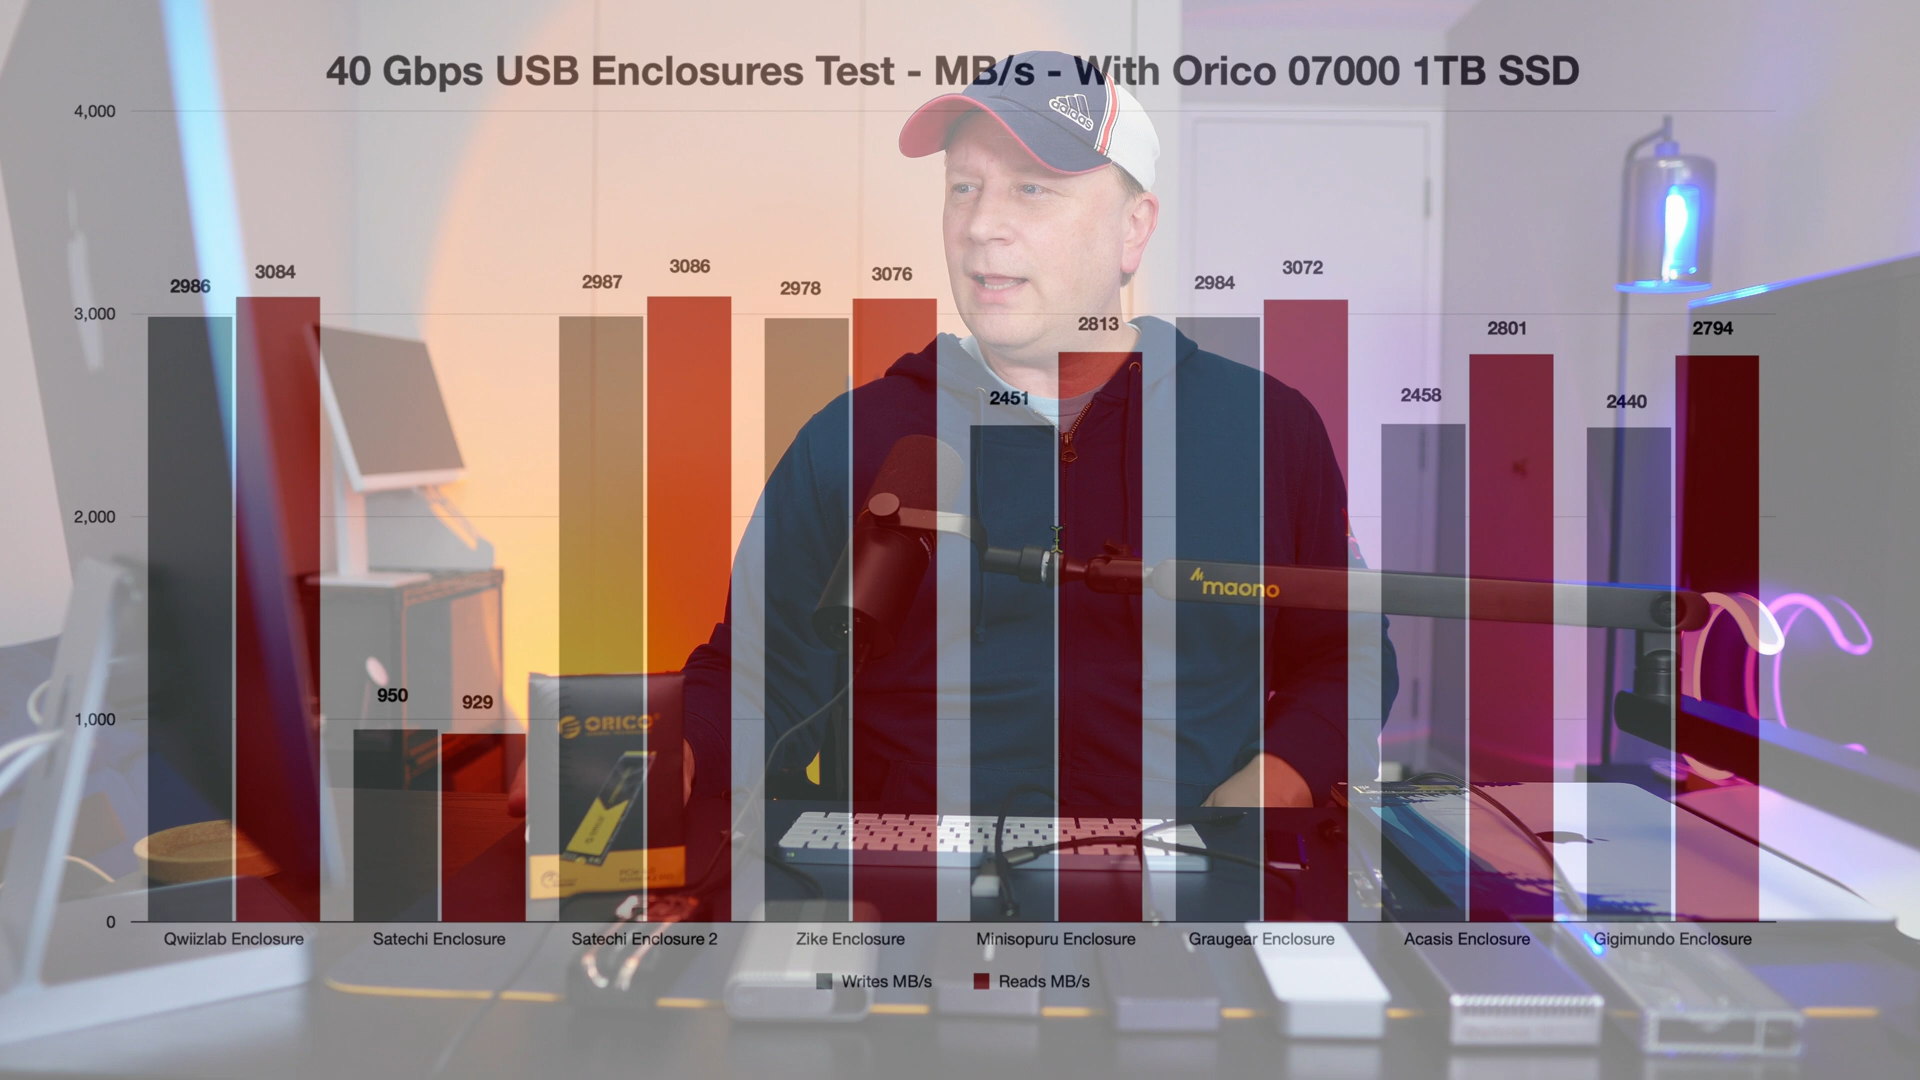 40 Gbps USB Enclosures Test - MB/s - With Orico 07000 1TB SSD
4,000
3,000
2,000
1,000
0
2986
3084
950
929
2987
3086
2978
3076
2451
2813
2984
3072
2458
2801
2440
2794
Qwiizlab Enclosure
Satechi Enclosure
Satechi Enclosure 2
Zike Enclosure
Minisopuru Enclosure
Graugear Enclosure
Acasis Enclosure
Gigimundo Enclosure
Writes MB/s
Reads MB/s
adidas
maono
ORICO